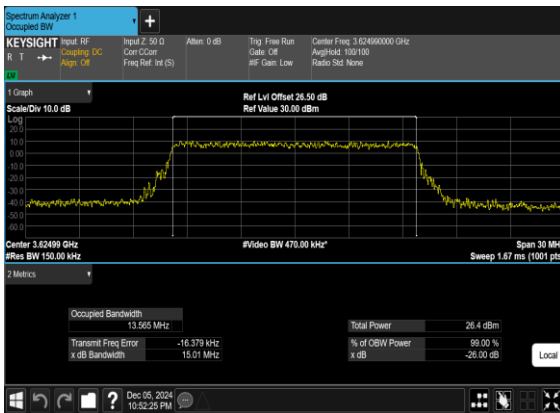 Spectrum Analyzer 1
Occupied BW
+
KEYSIGHT
R T
LV
Input: RF
Coupling: DC
Align: Off
Input Z: 50 Ω
Corr CCorr
Freq Ref: Int (S)
Atten: 0 dB
Trig: Free Run
Gate: Off
#IF Gain: Low
Center Freq: 3.624990000 GHz
Avg|Hold: 100/100
Radio Std: None
1 Graph
Scale/Div 10.0 dB
Ref Lvl Offset 26.50 dB
Ref Value 30.00 dBm
Log
20.0
10.0
0.00
-10.0
-20.0
-30.0
-40.0
-50.0
-60.0
Center 3.62499 GHz
#Res BW 150.00 kHz
#Video BW 470.00 kHz*
Span 30 MH
Sweep 1.67 ms (1001 pts
2 Metrics
Occupied Bandwidth
13.565 MHz
Transmit Freq Error -16.379 kHz
x dB Bandwidth 15.01 MHz
Total Power 26.4 dBm
% of OBW Power 99.00 %
x dB -26.00 dB
Local
?
Dec 05, 2024
10:52:25 PM